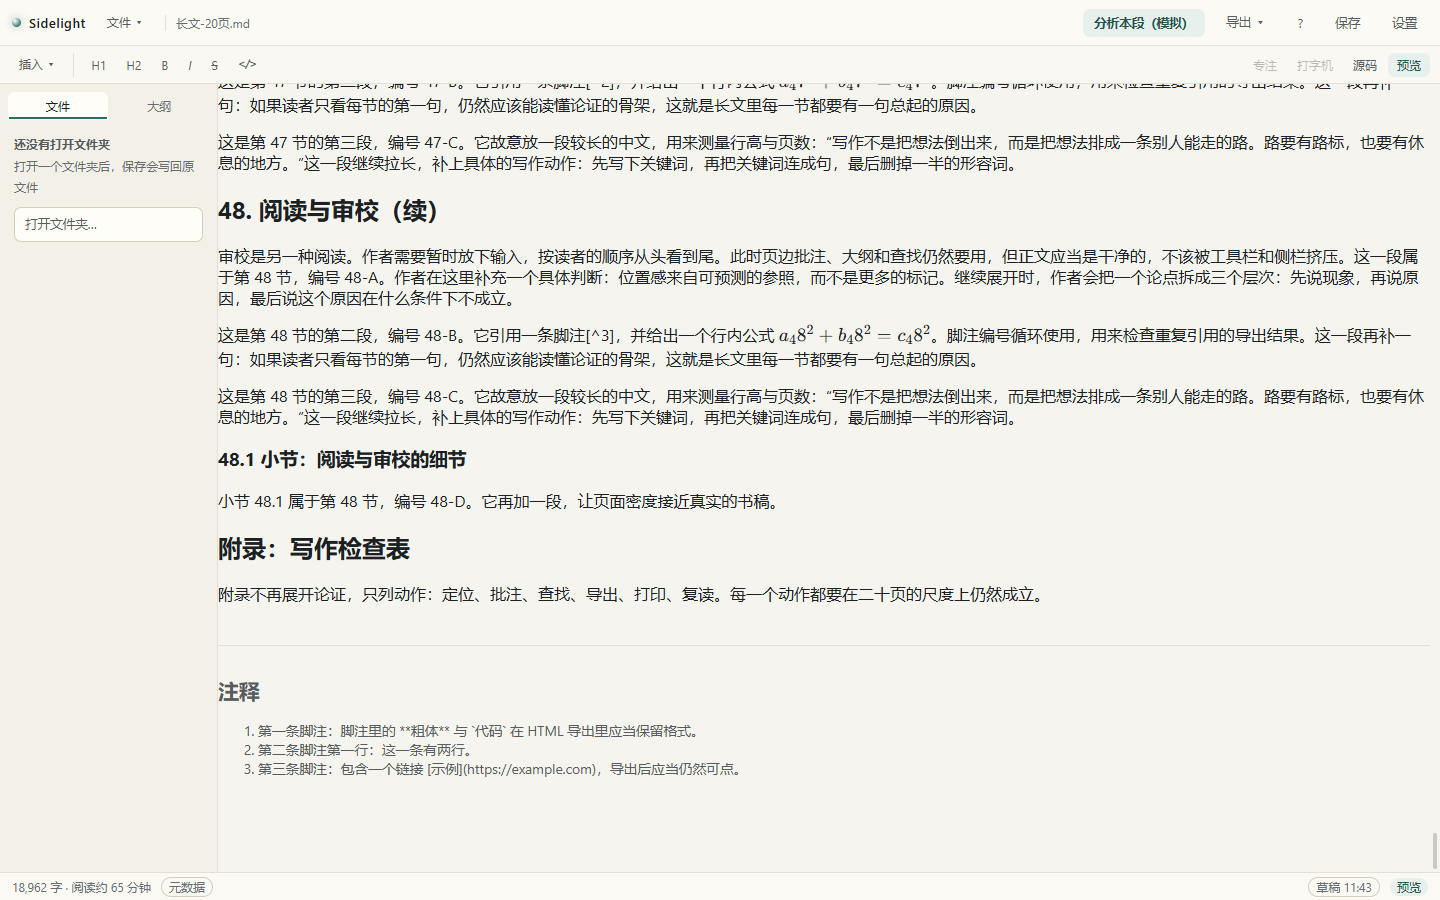 Sidelight 文件 长文-20页.md 分析本段（模拟） 导出 ? 保存 设置
插入 H1 H2 B I S </> 专注 打字机 源码 预览
文件 大纲
还没有打开文件夹
打开一个文件夹后，保存会写回原
文件
打开文件夹...
句：如果读者只看每节的第一句，仍然应该能读懂论证的骨架，这就是长文里每一节都要有一句总起的原因。
这是第 47 节的第三段，编号 47-C。它故意放一段较长的中文，用来测量行高与页数：“写作不是把想法倒出来，而是把想法排成一条别人能走的路。路要有路标，也要有休
息的地方。”这一段继续拉长，补上具体的写作动作：先写下关键词，再把关键词连成句，最后删掉一半的形容词。
48. 阅读与审校（续）
审校是另一种阅读。作者需要暂时放下输入，按读者的顺序从头看到尾。此时页边批注、大纲和查找仍然要用，但正文应当是干净的，不该被工具栏和侧栏挤压。这一段属
于第 48 节，编号 48-A。作者在这里补充一个具体判断：位置感来自可预测的参照，而不是更多的标记。继续展开时，作者会把一个论点拆成三个层次：先说现象，再说原
因，最后说这个原因在什么条件下不成立。
这是第 48 节的第二段，编号 48-B。它引用一条脚注[^3]，并给出一个行内公式 a₄8² + b₄8² = c₄8²。脚注编号循环使用，用来检查重复引用的导出结果。这一段再补一
句：如果读者只看每节的第一句，仍然应该能读懂论证的骨架，这就是长文里每一节都要有一句总起的原因。
这是第 48 节的第三段，编号 48-C。它故意放一段较长的中文，用来测量行高与页数：“写作不是把想法倒出来，而是把想法排成一条别人能走的路。路要有路标，也要有休
息的地方。”这一段继续拉长，补上具体的写作动作：先写下关键词，再把关键词连成句，最后删掉一半的形容词。
48.1 小节：阅读与审校的细节
小节 48.1 属于第 48 节，编号 48-D。它再加一段，让页面密度接近真实的书稿。
附录：写作检查表
附录不再展开论证，只列动作：定位、批注、查找、导出、打印、复读。每一个动作都要在二十页的尺度上仍然成立。
注释
1. 第一条脚注：脚注里的 **粗体** 与 `代码` 在 HTML 导出里应当保留格式。
2. 第二条脚注第一行：这一条有两行。
3. 第三条脚注：包含一个链接 [示例](https://example.com)，导出后应当仍然可点。
18,962 字 · 阅读约 65 分钟 元数据 草稿 11:43 预览